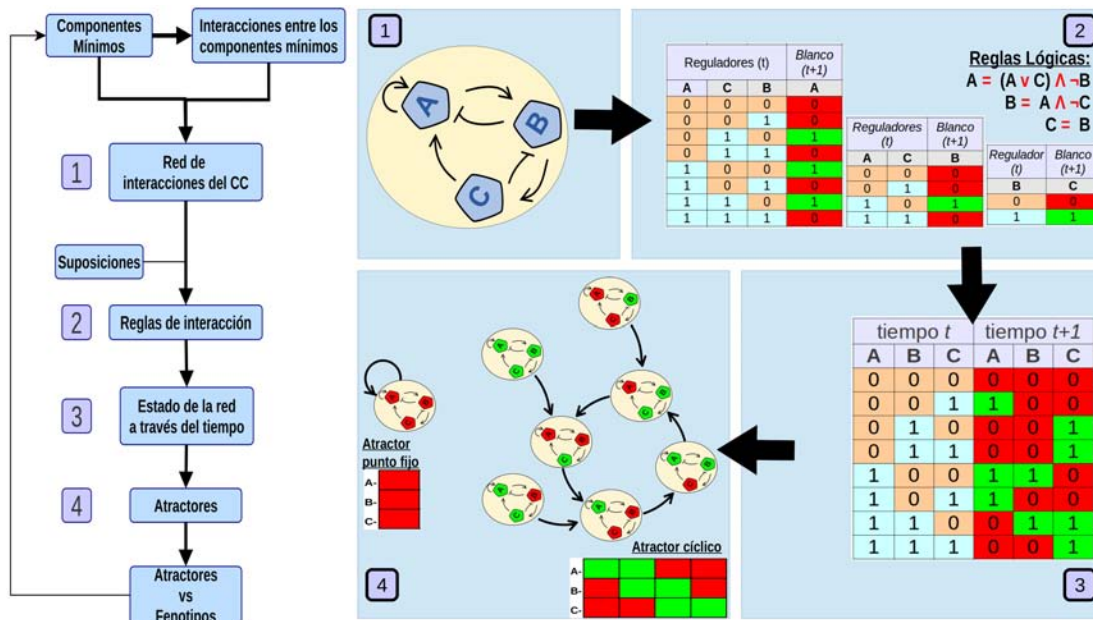 Componentes
Mínimos
Interacciones entre los
componentes mínimos
1
Red de
interacciones del CC
Suposiciones
2
Reglas de interacción
3
Estado de la red
a través del tiempo
4
Atractores
Atractores
vs
Fenotipos
1
A
B
C
2
Reguladores (t) Blanco (t+1)
A C B A
0 0 0 0
0 0 1 0
0 1 0 1
0 1 1 0
1 0 0 1
1 0 1 0
1 1 0 1
1 1 1 0
Reglas Lógicas:
A = (A v C) Λ ¬B
B = A Λ ¬C
C = B
Reguladores (t) Blanco (t+1)
A C B
0 0 0
0 1 0
1 0 1
1 1 0
Regulador (t) Blanco (t+1)
B C
0 0
1 1
tiempo t tiempo t+1
A B C A B C
0 0 0 0 0 0
0 0 1 1 0 0
0 1 0 0 0 1
0 1 1 0 0 1
1 0 0 1 1 0
1 0 1 1 0 0
1 1 0 0 1 1
1 1 1 0 0 1
3
Atractor
punto fijo
A-
B-
C-
4
Atractor cíclico
A-
B-
C-